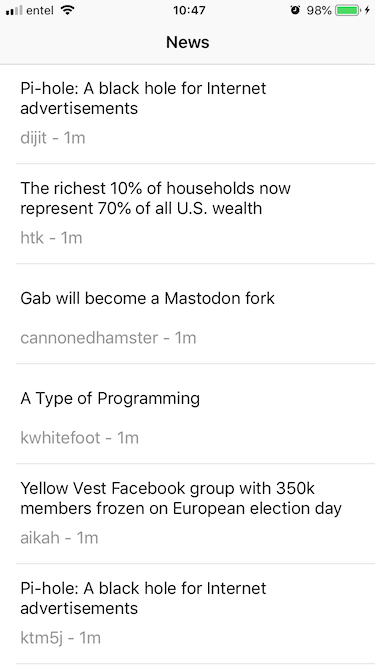 entel 10:47 98%
News
Pi-hole: A black hole for Internet
advertisements
dijit - 1m
The richest 10% of households now
represent 70% of all U.S. wealth
htk - 1m
Gab will become a Mastodon fork
cannonedhamster - 1m
A Type of Programming
kwhitefoot - 1m
Yellow Vest Facebook group with 350k
members frozen on European election day
aikah - 1m
Pi-hole: A black hole for Internet
advertisements
ktm5j - 1m